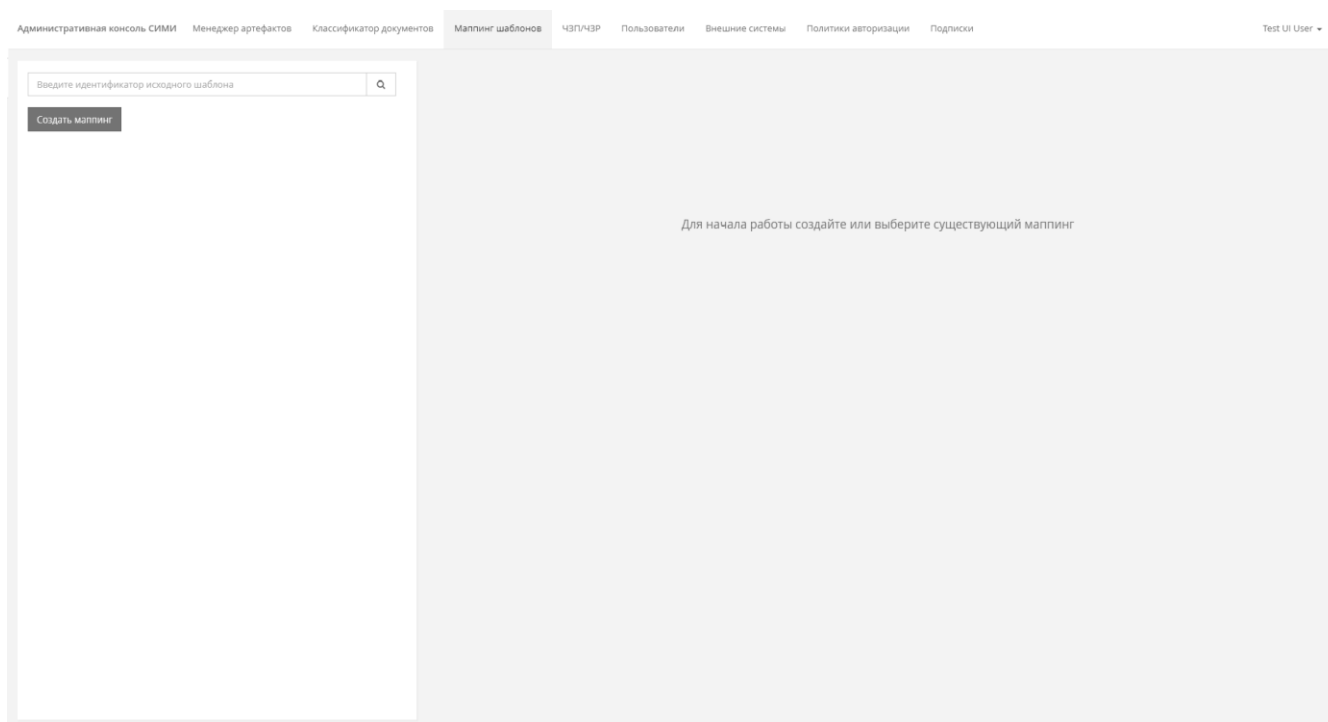 Административная консоль СИМИ Менеджер артефактов Классификатор документов Маппинг шаблонов ЧЗП/ЧЗР Пользователи Внешние системы Политики авторизации Подписки Test UI User
Введите идентификатор исходного шаблона
Создать маппинг
Для начала работы создайте или выберите существующий маппинг